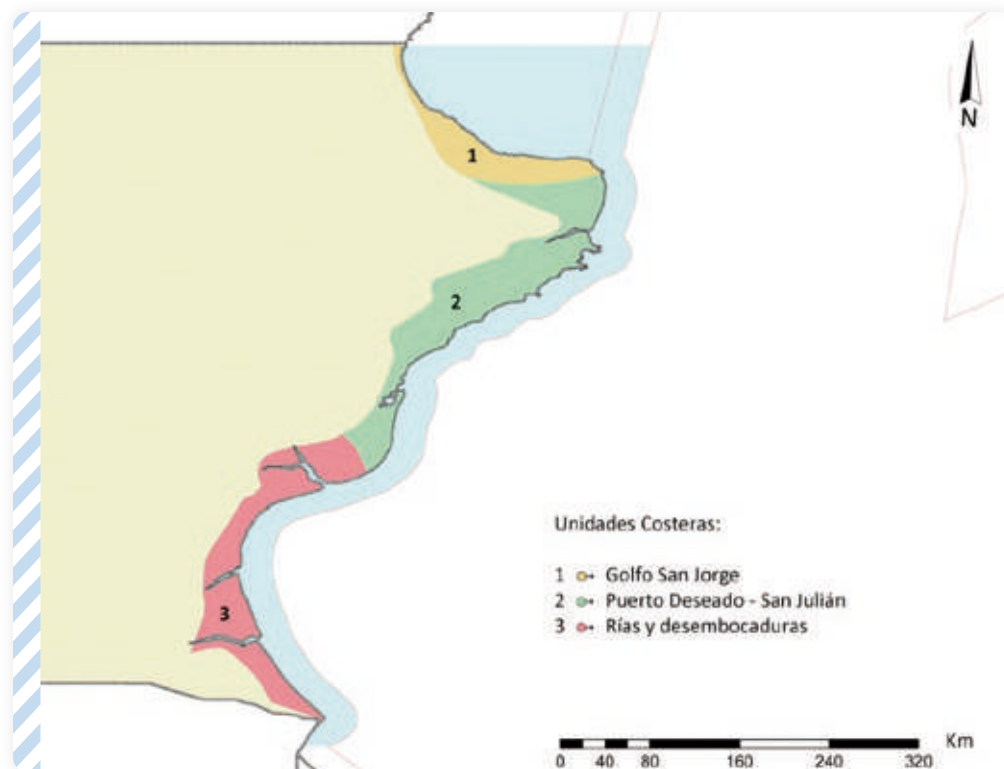 N
1
2
3
Unidades Costeras:
1 Golfo San Jorge
2 Puerto Deseado - San Julián
3 Rías y desembocaduras
Km
0 40 80 160 240 320